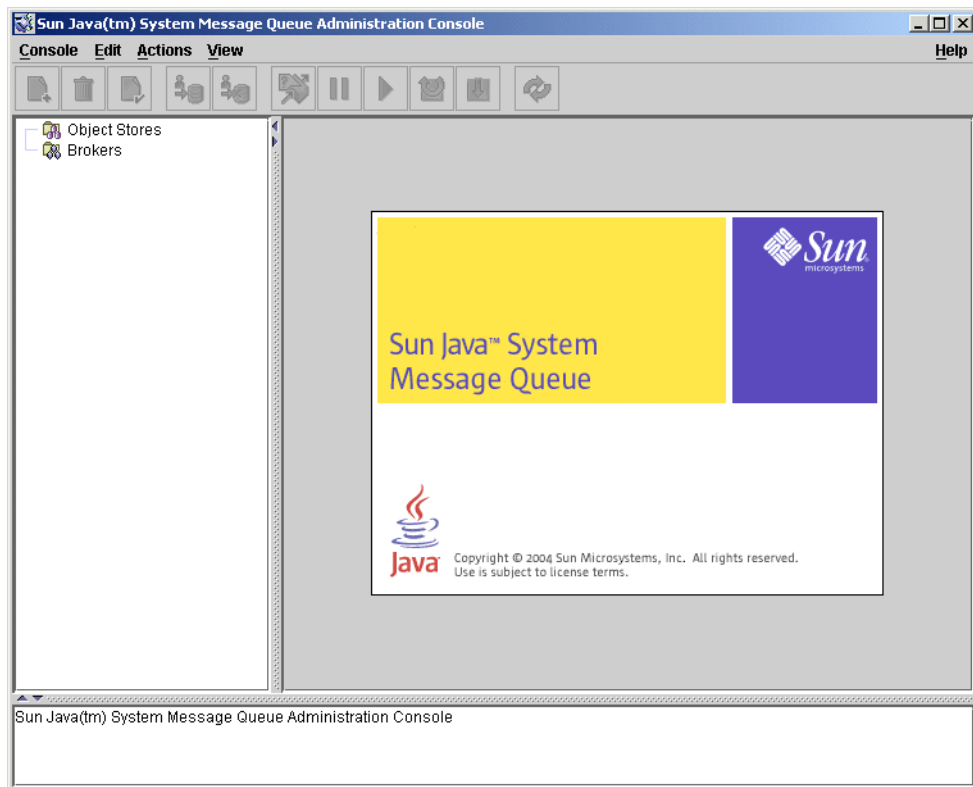 Sun Java(tm) System Message Queue Administration Console
Console Edit Actions View Help
Object Stores
Brokers
Sun
microsystems
Sun Java™ System
Message Queue
Java
Copyright © 2004 Sun Microsystems, Inc. All rights reserved.
Use is subject to license terms.
Sun Java(tm) System Message Queue Administration Console